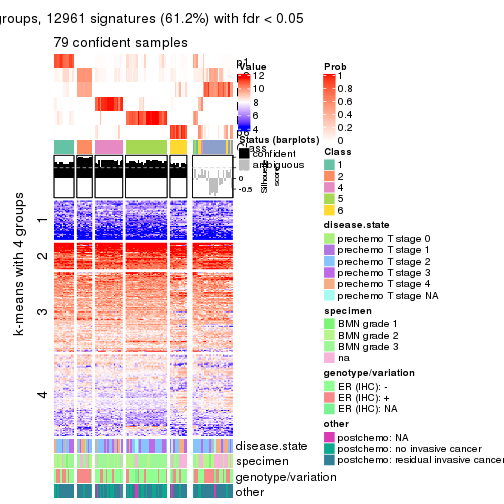 groups, 12961 signatures (61.2%) with fdr < 0.05
79 confident samples
p1
Value
12
10
8
6
4
Prob
1
0.8
0.6
0.4
0.2
0
Status (barplots)
confident
ambiguous
Class
0
-0.5
Silhouette
score
Class
1
2
4
5
6
k-means with 4 groups
1
2
3
4
disease.state
prechemo T stage 0
prechemo T stage 1
prechemo T stage 2
prechemo T stage 3
prechemo T stage 4
prechemo T stage NA
specimen
BMN grade 1
BMN grade 2
BMN grade 3
na
genotype/variation
ER (IHC): -
ER (IHC): +
ER (IHC): NA
other
postchemo: NA
postchemo: no invasive cancer
postchemo: residual invasive cancer
disease.state
specimen
genotype/variation
other